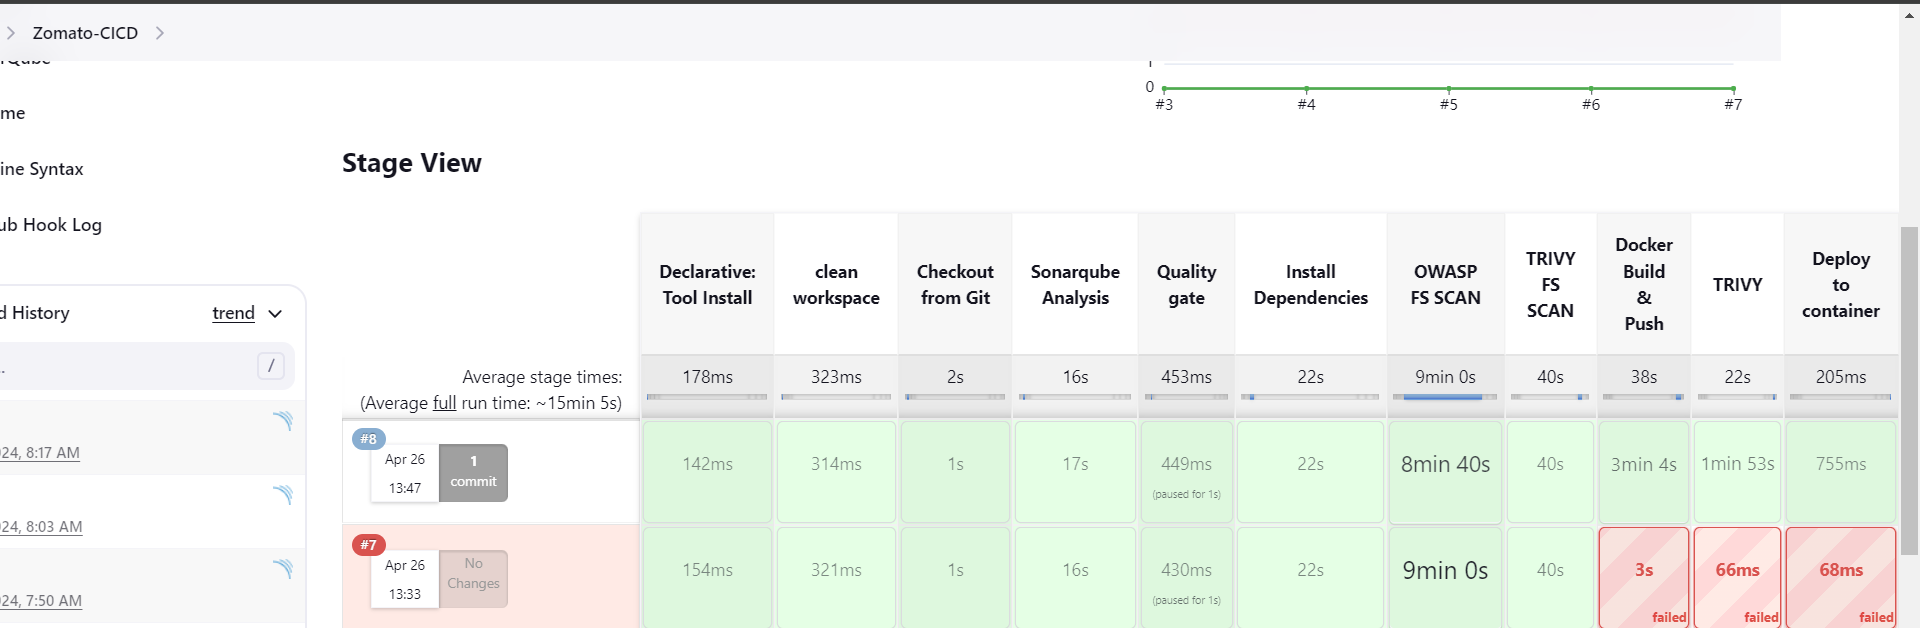 Zomato-CICD
me
ine Syntax
ub Hook Log
d History
trend
/
24, 8:17 AM
24, 8:03 AM
24, 7:50 AM
0
#3 #4 #5 #6 #7
Stage View
Declarative: Tool Install
clean workspace
Checkout from Git
Sonarqube Analysis
Quality gate
Install Dependencies
OWASP FS SCAN
TRIVY FS SCAN
Docker Build & Push
TRIVY
Deploy to container
Average stage times:
(Average full run time: ~15min 5s)
178ms 323ms 2s 16s 453ms 22s 9min 0s 40s 38s 22s 205ms
#8
Apr 26
13:47
1
commit
142ms 314ms 1s 17s 449ms 22s 8min 40s 40s 3min 4s 1min 53s 755ms
(paused for 1s)
#7
Apr 26
13:33
No
Changes
154ms 321ms 1s 16s 430ms 22s 9min 0s 40s 3s 66ms 68ms
(paused for 1s)
failed failed failed